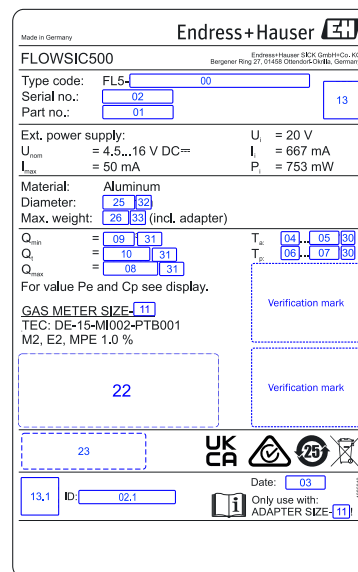 Made in Germany
Endress+Hauser EH
FLOWSIC500
Endress+Hauser SICK GmbH+Co. KG
Bergener Ring 27, 01458 Ottendorf-Okrilla, Germany
Type code: FL5- 00
Serial no.: 02
Part no.: 01
13
Ext. power supply:
Unom = 4.5...16 V DC⎓
Imax = 50 mA
Ui = 20 V
Ii = 667 mA
Pi = 753 mW
Material: Aluminum
Diameter: 25 32
Max. weight: 26 33 (incl. adapter)
Qmin = 09 31
Qt = 10 31
Qmax = 08 31
Ta: 04 ... 05 30
Tp: 06 ... 07 30
For value Pe and Cp see display.
GAS METER SIZE- 11
TEC: DE-15-MI002-PTB001
M2, E2, MPE 1.0 %
Verification mark
22
Verification mark
23
UK
CA
25
13.1
ID: 02.1
Date: 03
i
Only use with:
ADAPTER SIZE- 11 !